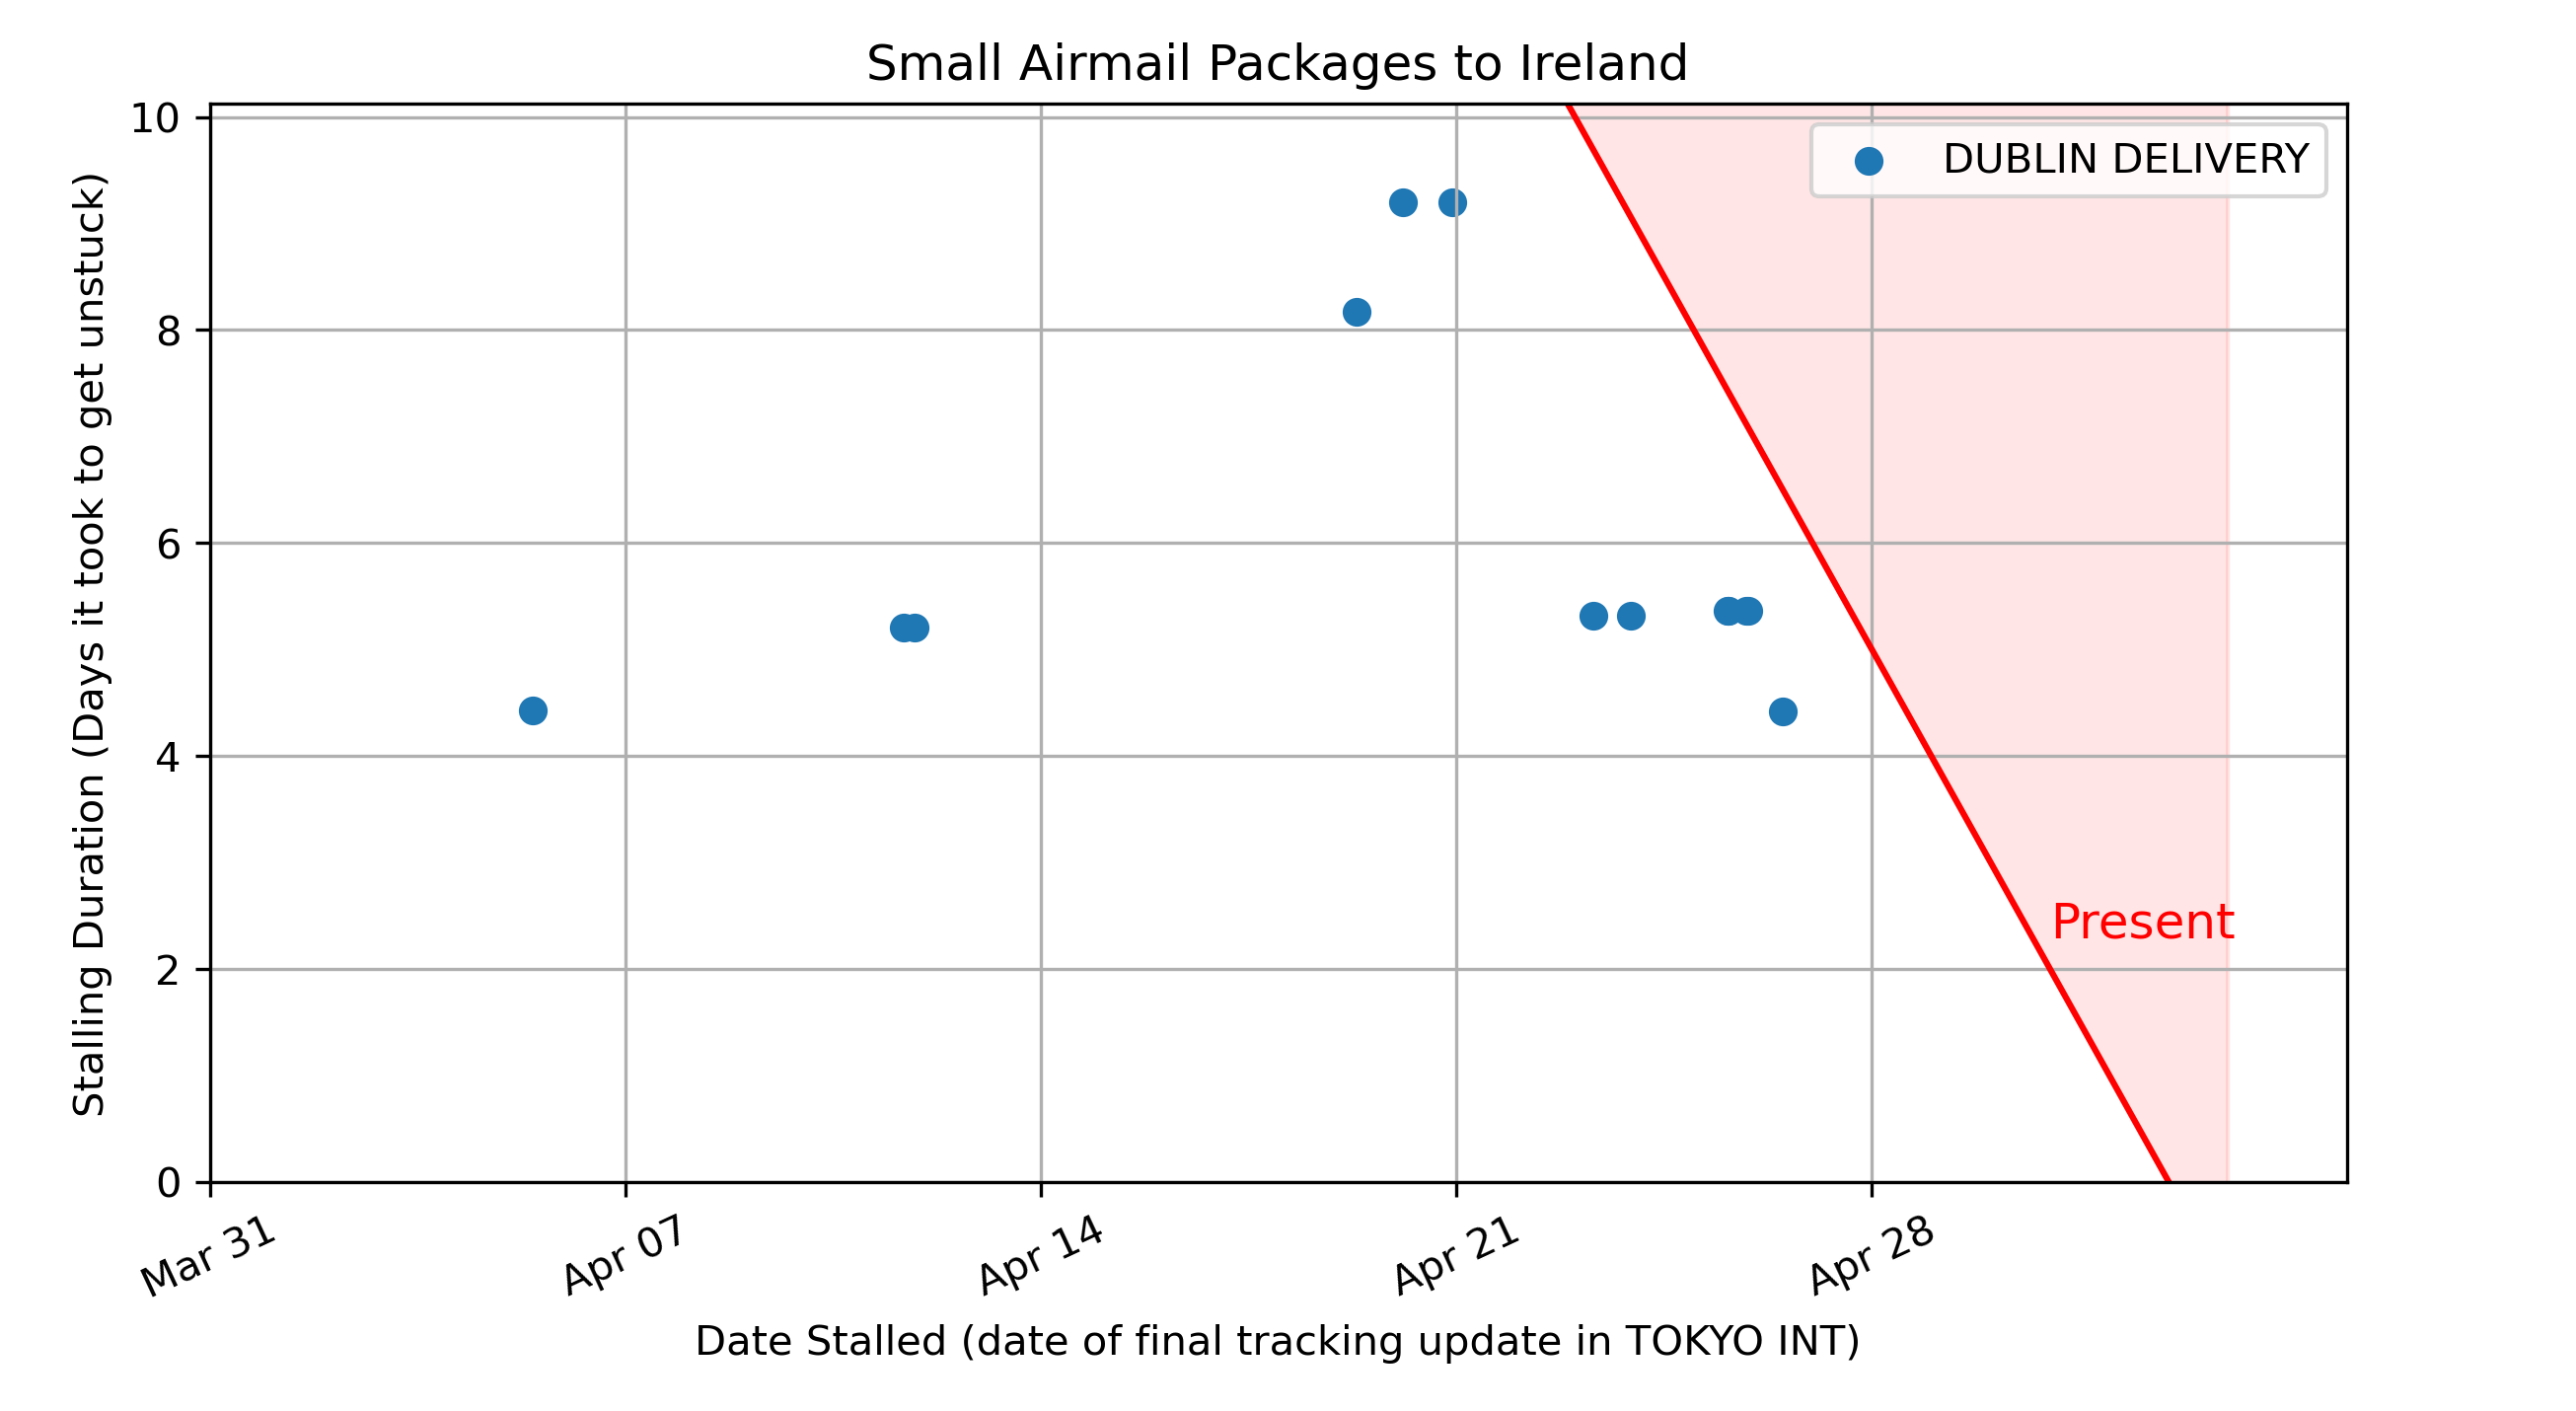 Small Airmail Packages to Ireland
DUBLIN DELIVERY
Stalling Duration (Days it took to get unstuck)
10
8
6
4
2
0
Present
Mar 31
Apr 07
Apr 14
Apr 21
Apr 28
Date Stalled (date of final tracking update in TOKYO INT)